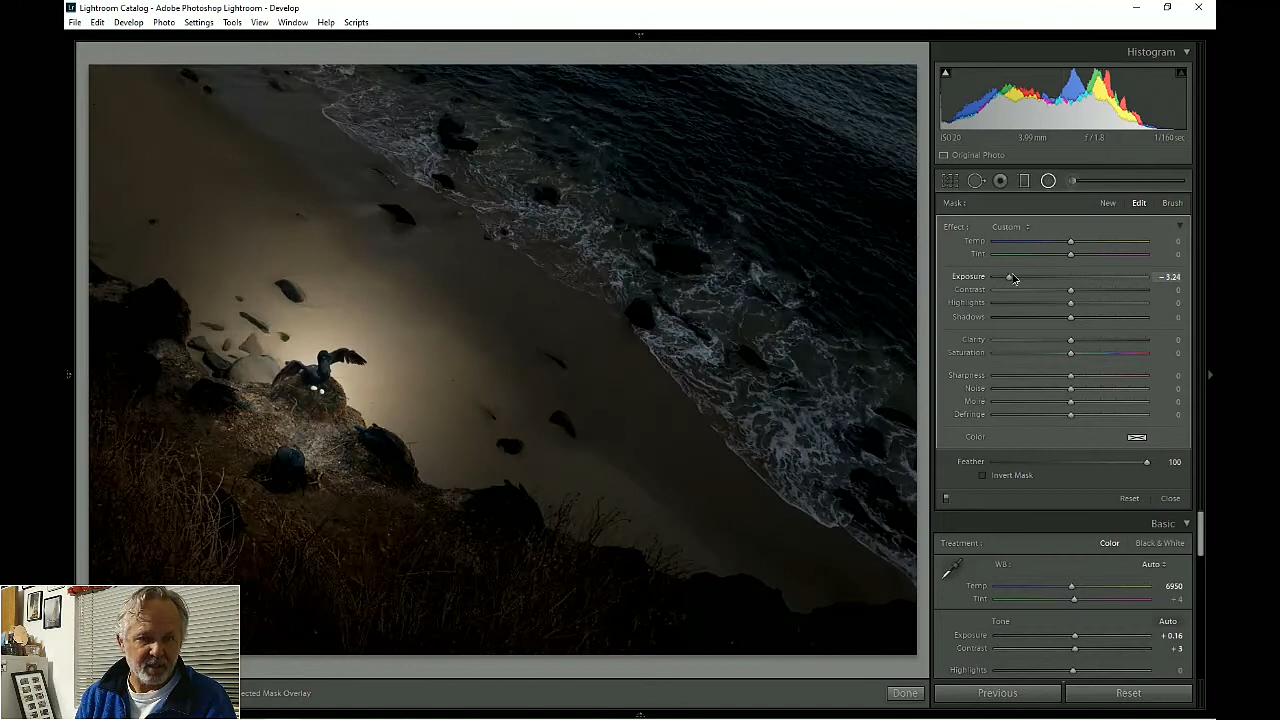 Lightroom Catalog - Adobe Photoshop Lightroom - Develop
File Edit Develop Photo Settings Tools View Window Help Scripts
Histogram
ISO 20 3.99 mm f / 1.8 1/160 sec
Original Photo
Mask : New Edit Brush
Effect : Custom
Temp 0
Tint 0
Exposure - 3.24
Contrast 0
Highlights 0
Shadows 0
Clarity 0
Saturation 0
Sharpness 0
Noise 0
Moire 0
Defringe 0
Color
Feather 100
Invert Mask
Reset Close
Basic
Treatment : Color Black & White
WB : Auto
Temp 6950
Tint + 4
Tone Auto
Exposure + 0.16
Contrast + 3
Highlights 0
ected Mask Overlay Done Previous Reset